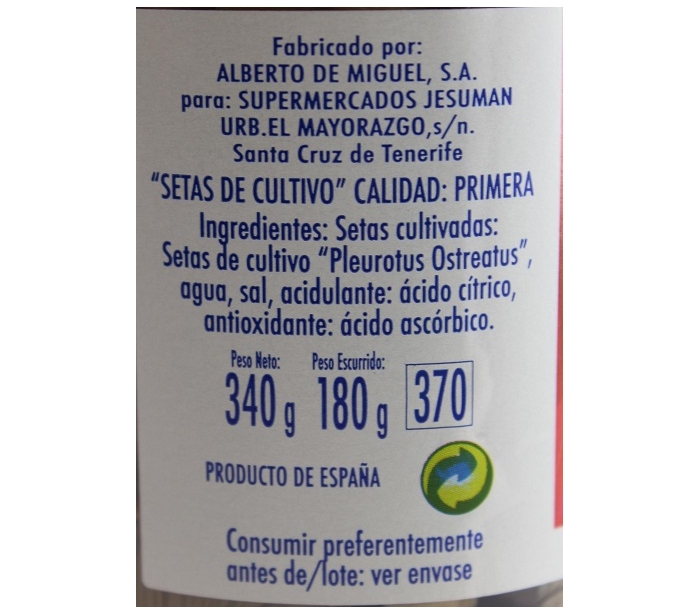 Fabricado por:
ALBERTO DE MIGUEL, S.A.
para: SUPERMERCADOS JESUMAN
URB.EL MAYORAZGO,s/n.
Santa Cruz de Tenerife
"SETAS DE CULTIVO" CALIDAD: PRIMERA
Ingredientes: Setas cultivadas:
Setas de cultivo "Pleurotus Ostreatus",
agua, sal, acidulante: ácido cítrico,
antioxidante: ácido ascórbico.
Peso Neto: Peso Escurrido:
340 g 180 g 370
PRODUCTO DE ESPAÑA
Consumir preferentemente
antes de/lote: ver envase